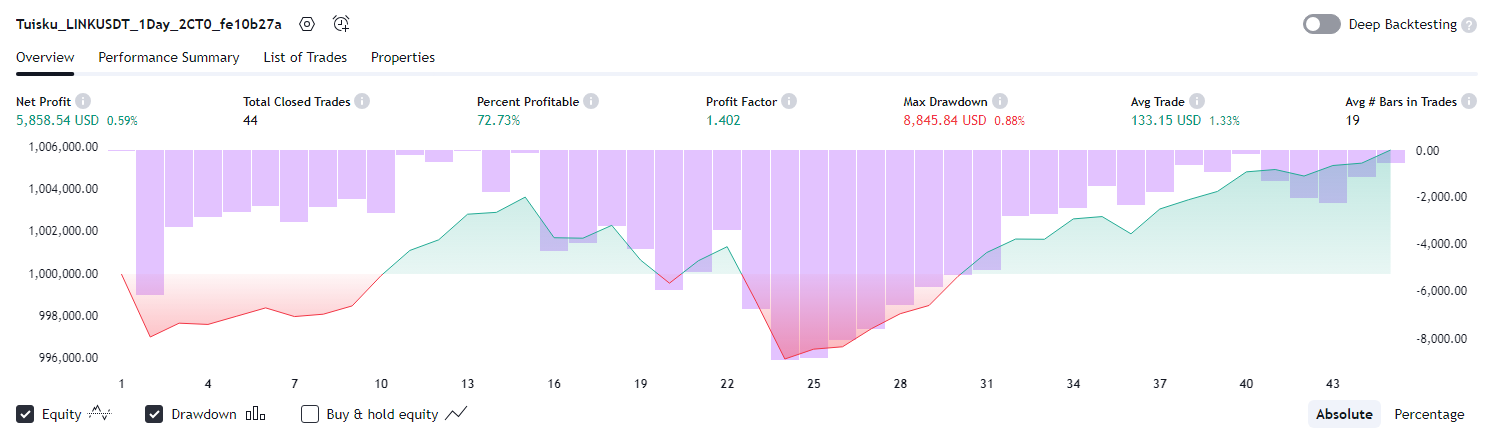 Tuisku_LINKUSDT_1Day_2CT0_fe10b27a Deep Backtesting ?
Overview Performance Summary List of Trades Properties
Net Profit i Total Closed Trades i Percent Profitable i Profit Factor i Max Drawdown i Avg Trade i Avg # Bars in Trades i
5,858.54 USD 0.59% 44 72.73% 1.402 8,845.84 USD 0.88% 133.15 USD 1.33% 19
1,006,000.00 0.00
1,004,000.00 -2,000.00
1,002,000.00 -4,000.00
1,000,000.00
998,000.00 -6,000.00
996,000.00 -8,000.00
1 4 7 10 13 16 19 22 25 28 31 34 37 40 43
Equity Drawdown Buy & hold equity Absolute Percentage